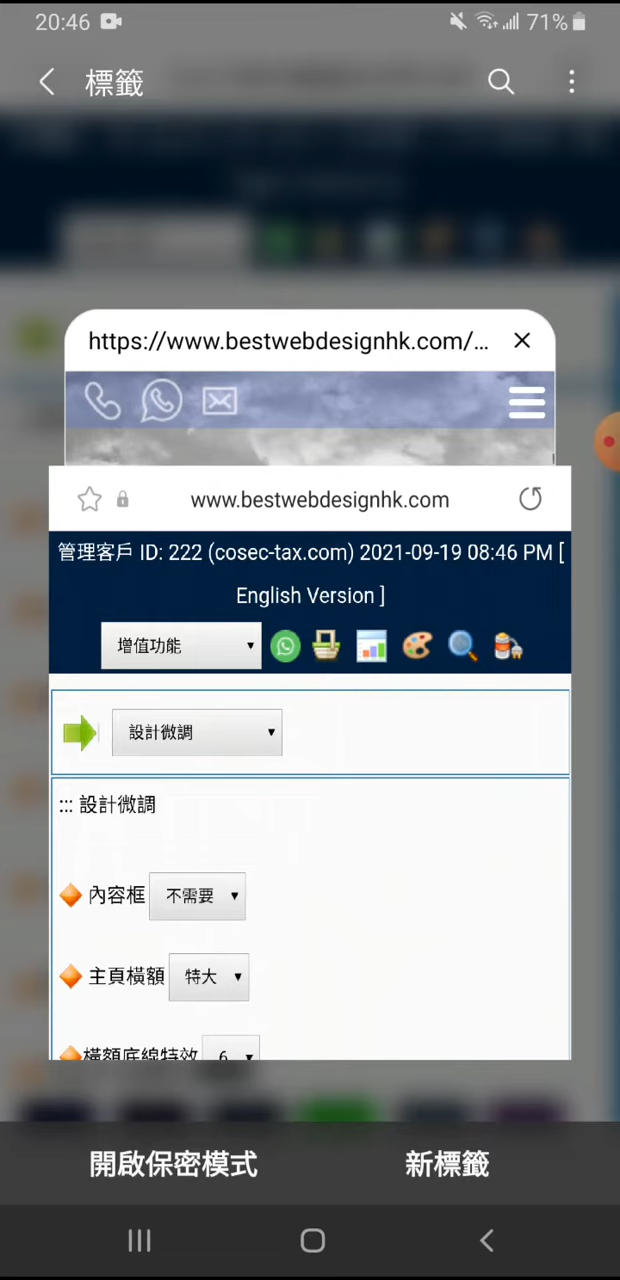 20:46 71%
標籤
https://www.bestwebdesignhk.com/...
www.bestwebdesignhk.com
管理客戶 ID: 222 (cosec-tax.com) 2021-09-19 08:46 PM [
English Version ]
增值功能
設計微調
::: 設計微調
內容框 不需要
主頁橫額 特大
橫額底線特效 6
開啟保密模式 新標籤